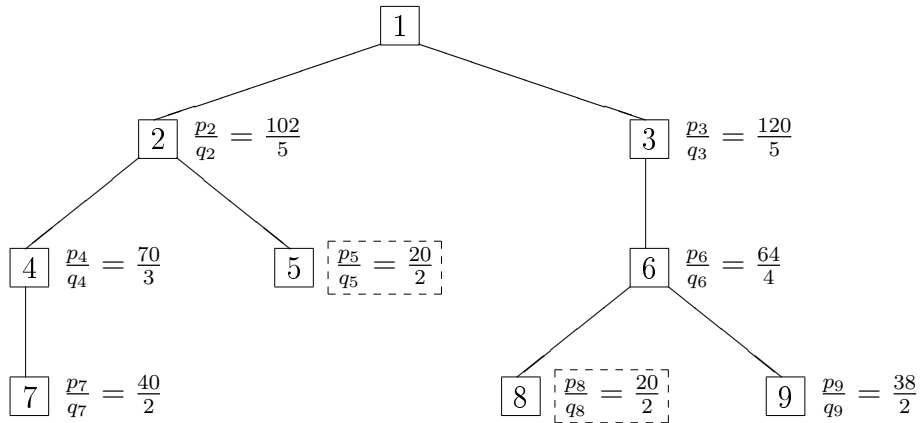 1
2 p₂/q₂ = 102/5
3 p₃/q₃ = 120/5
4 p₄/q₄ = 70/3
5 p₅/q₅ = 20/2
6 p₆/q₆ = 64/4
7 p₇/q₇ = 40/2
8 p₈/q₈ = 20/2
9 p₉/q₉ = 38/2